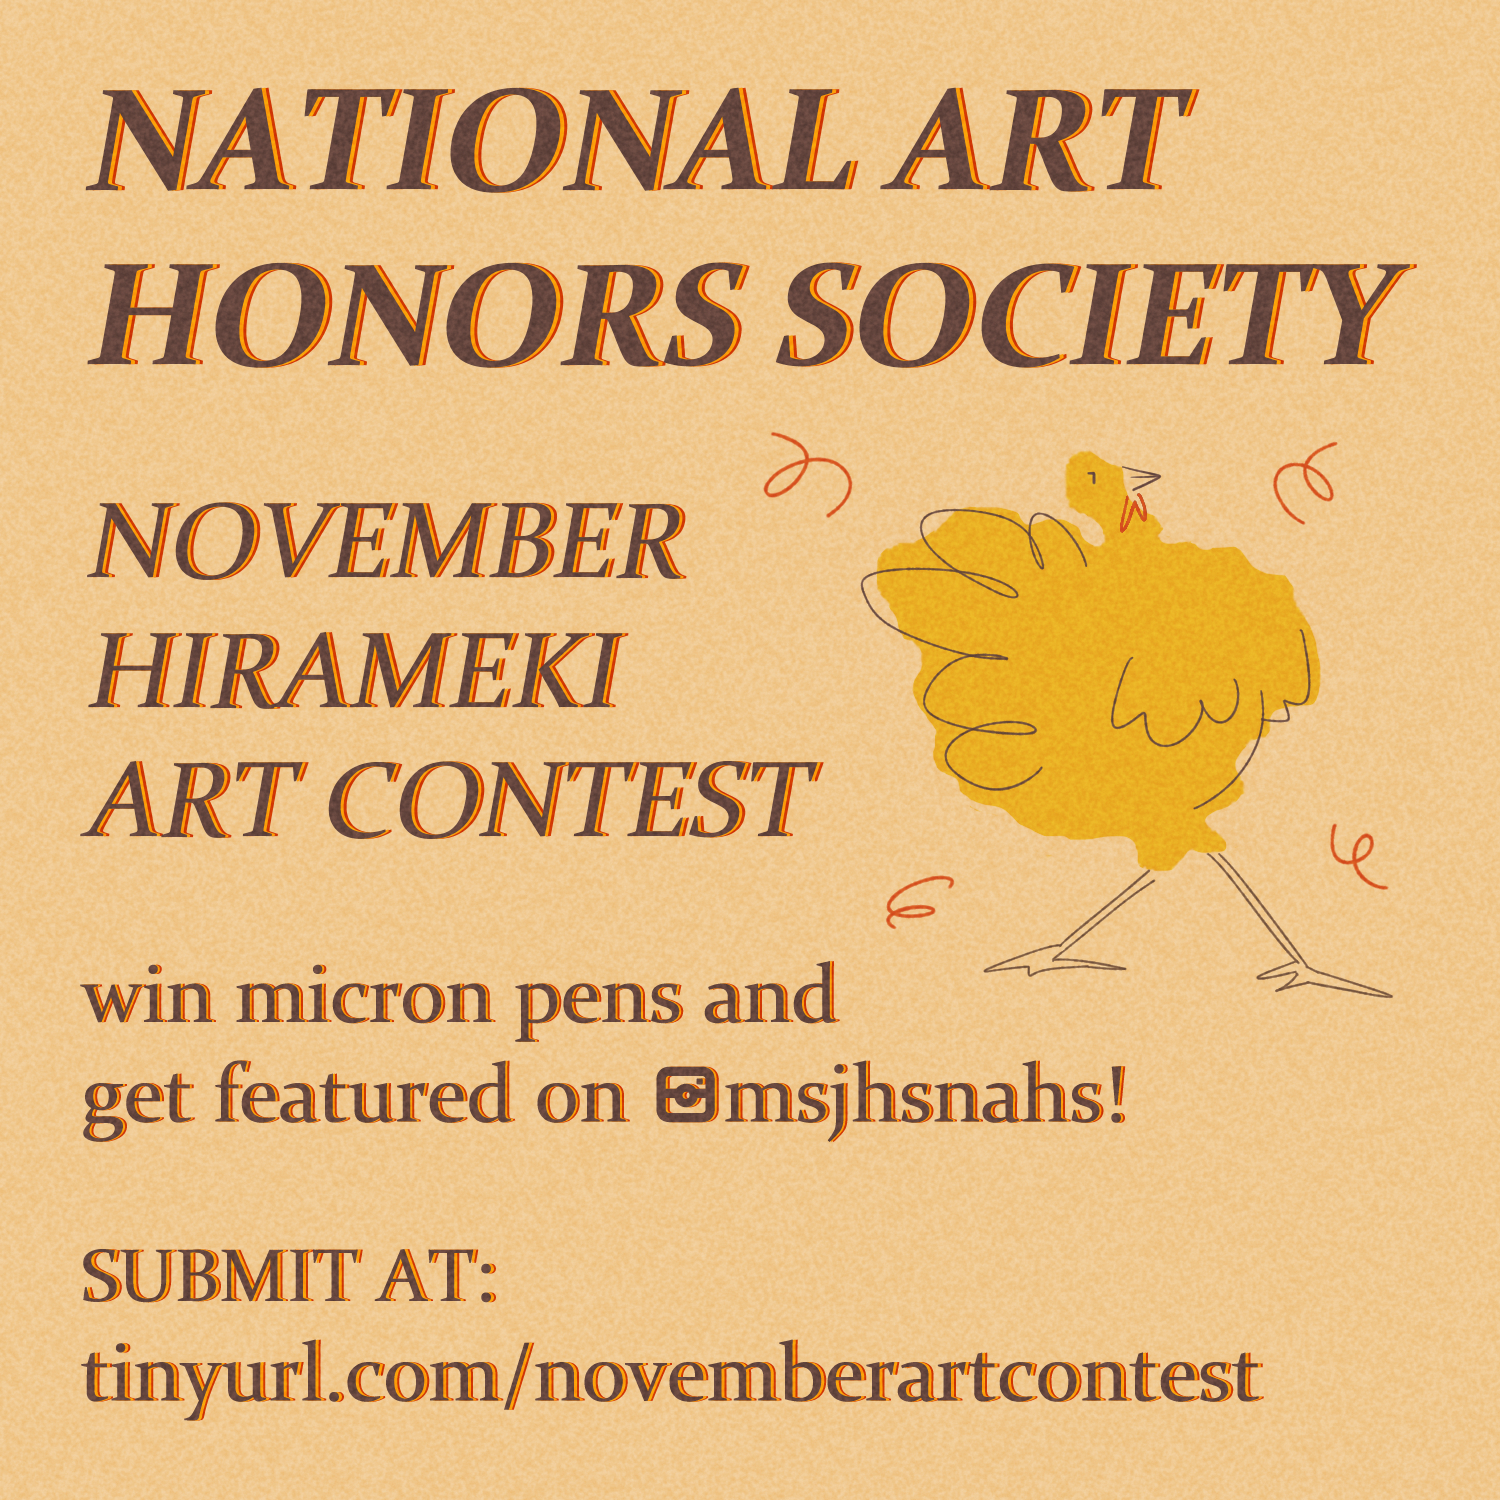 NATIONAL ART
HONORS SOCIETY
NOVEMBER
HIRAMEKI
ART CONTEST
win micron pens and
get featured on msjhsnahs!
SUBMIT AT:
tinyurl.com/novemberartcontest